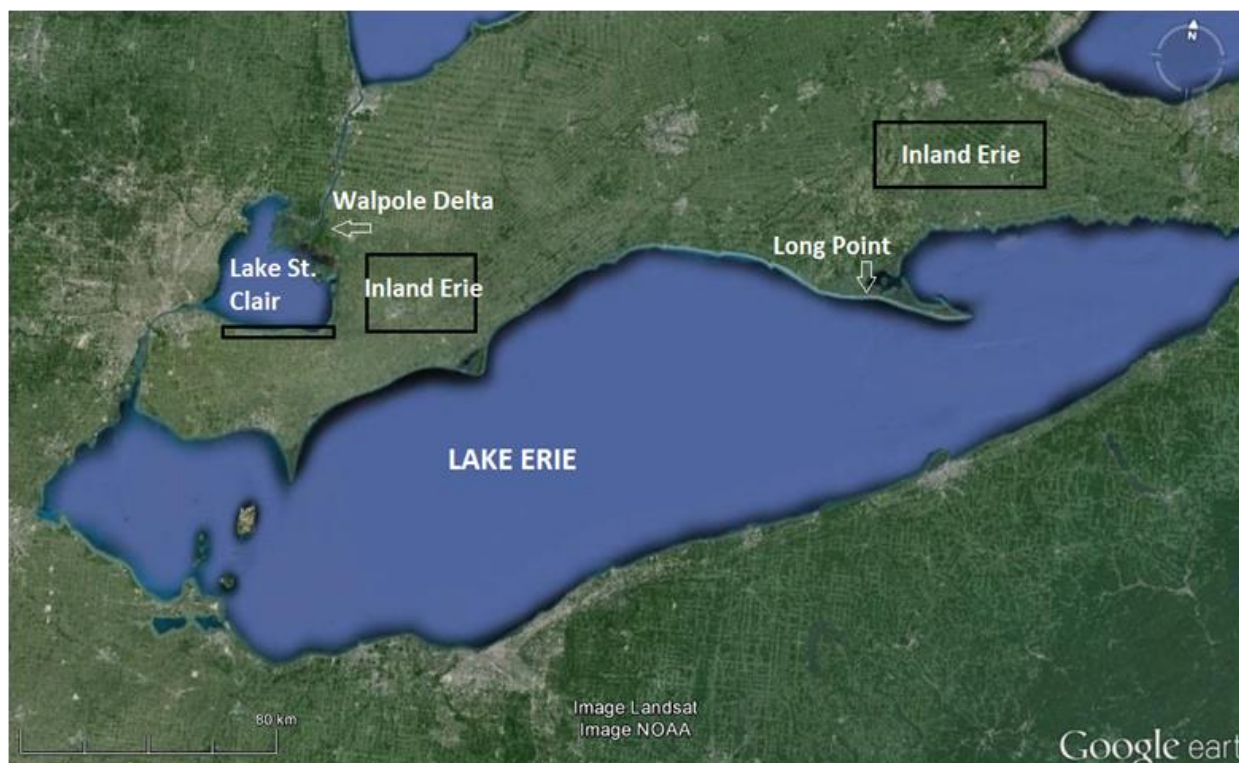 N
Inland Erie
Walpole Delta
Long Point
Lake St.
Clair
Inland Erie
LAKE ERIE
80 km
Image Landsat
Image NOAA
Google eart